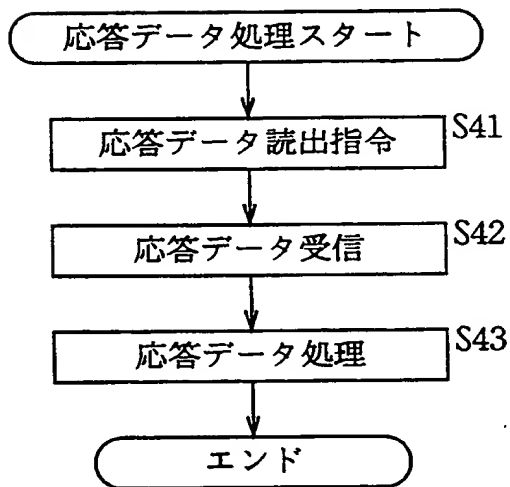 応答データ処理スタート
応答データ読出指令 S41
応答データ受信 S42
応答データ処理 S43
エンド